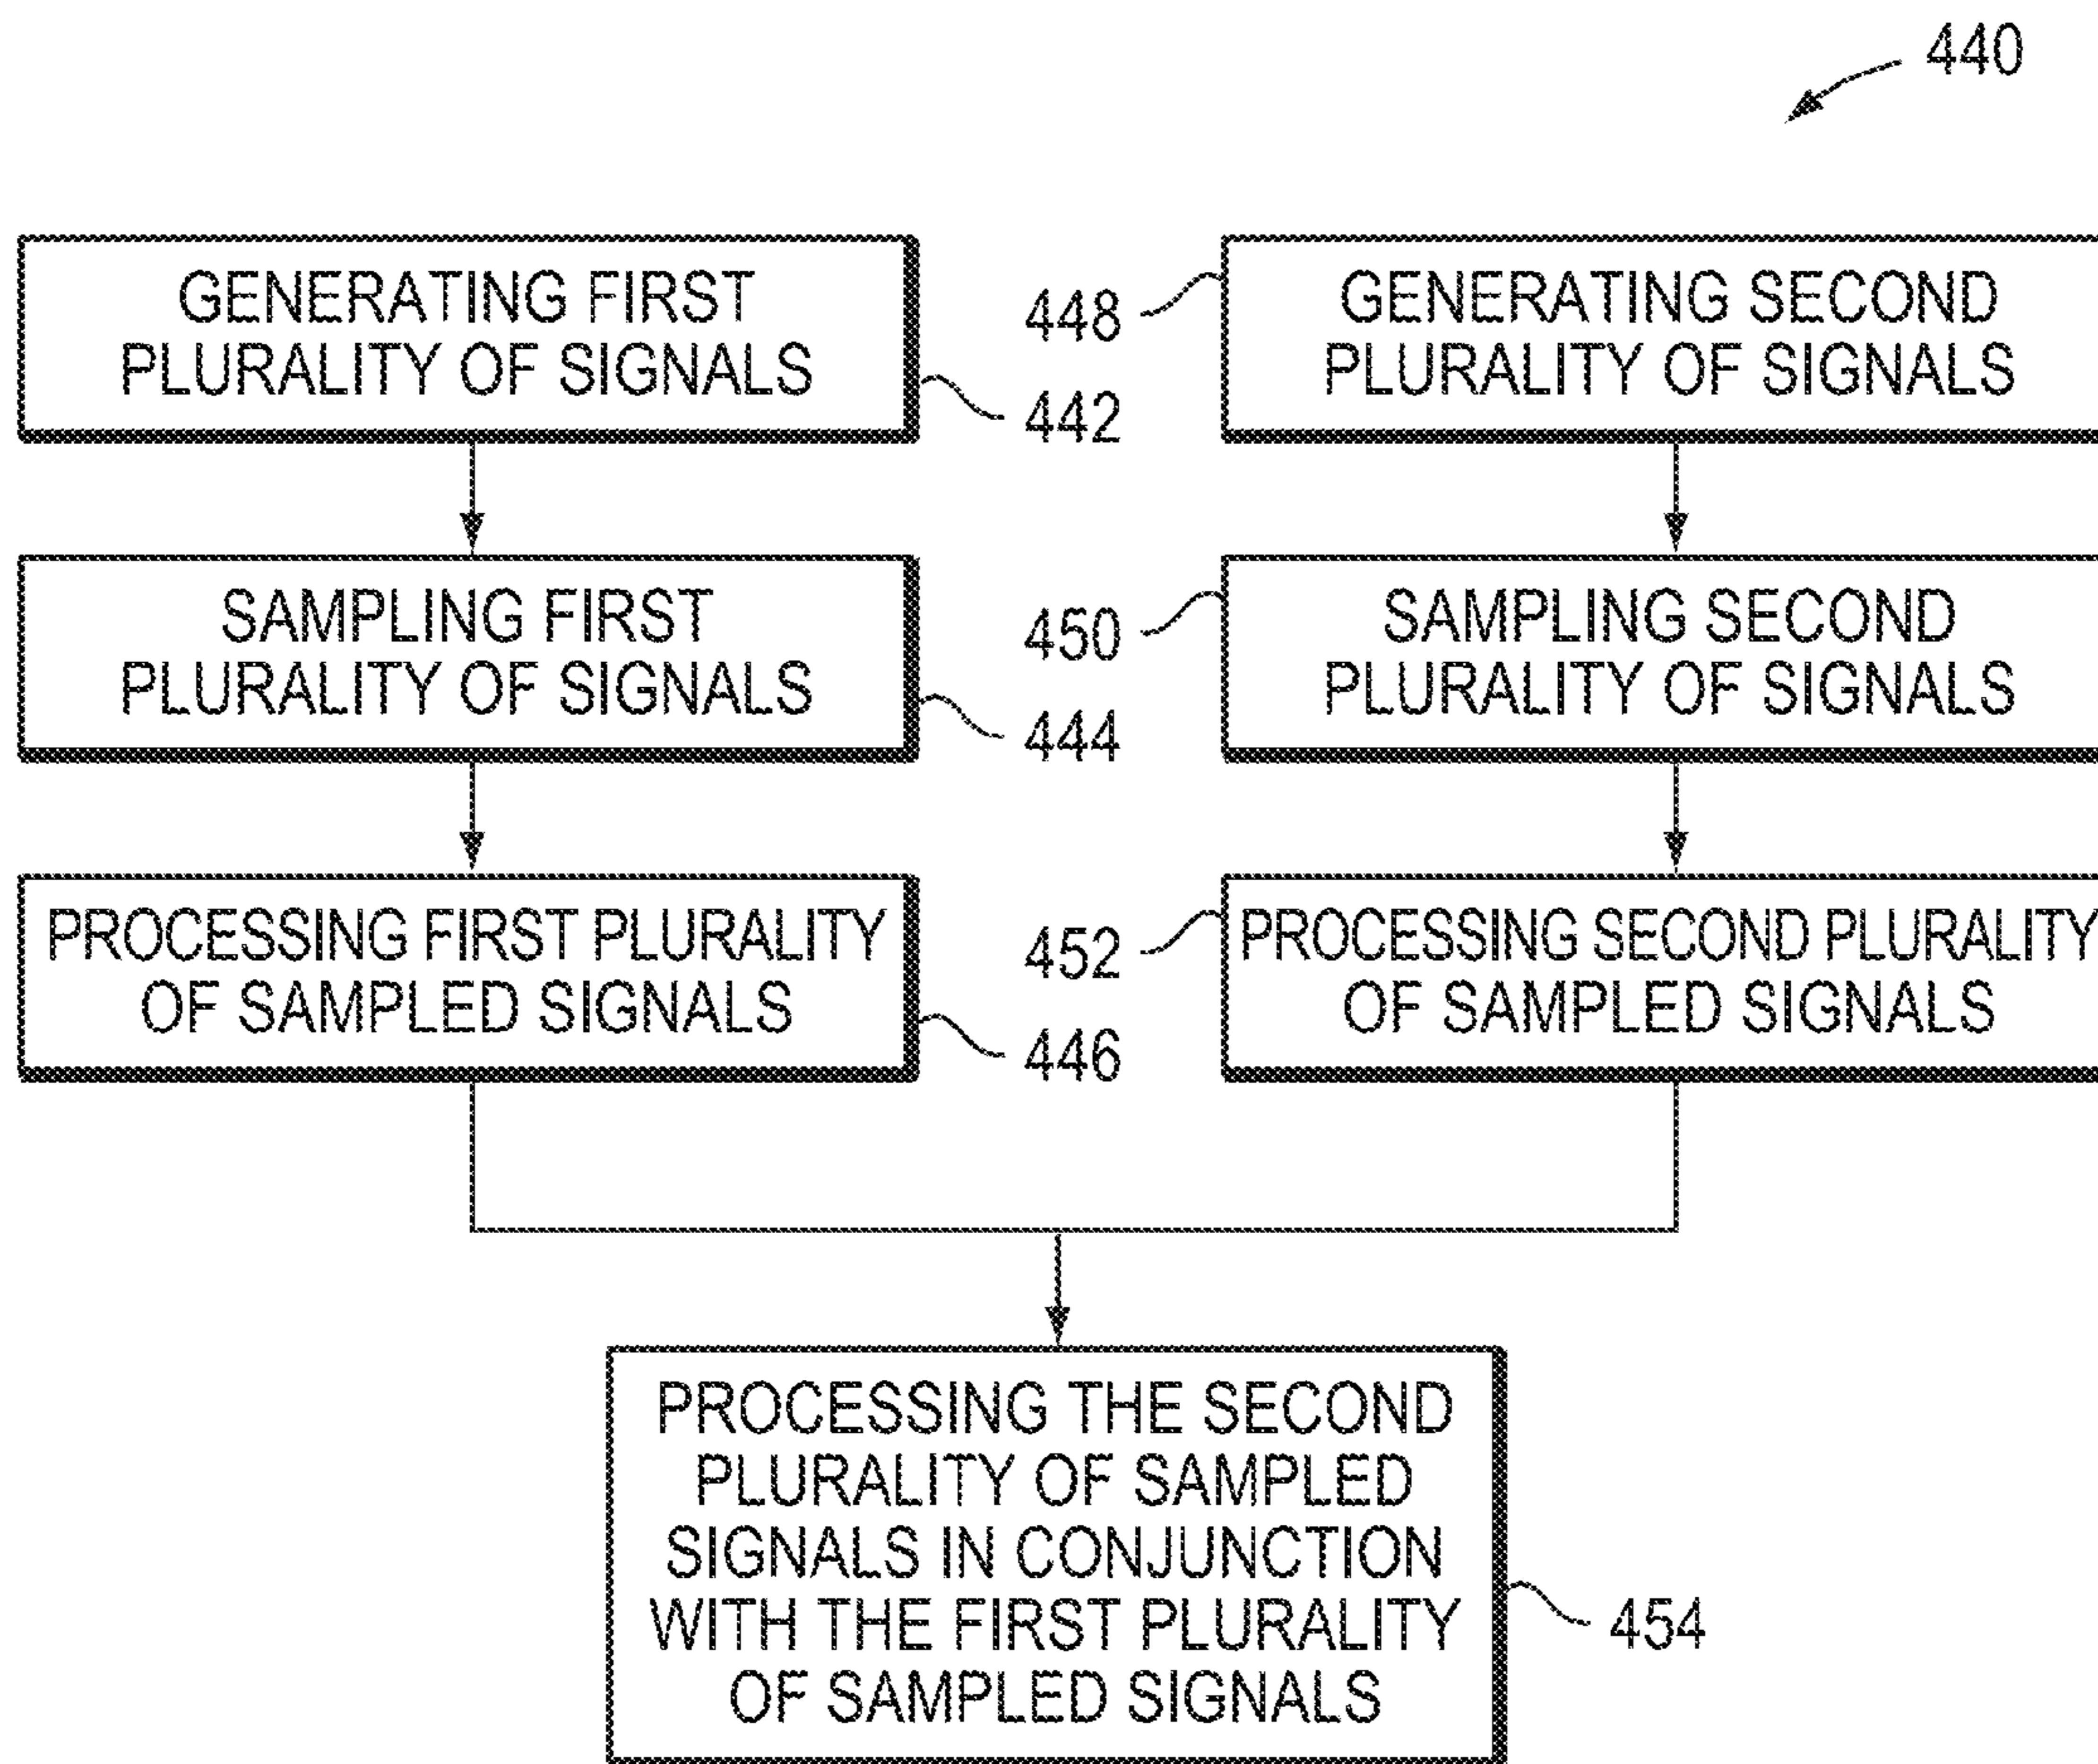 440
GENERATING FIRST
PLURALITY OF SIGNALS
442
448
GENERATING SECOND
PLURALITY OF SIGNALS
SAMPLING FIRST
PLURALITY OF SIGNALS
444
450
SAMPLING SECOND
PLURALITY OF SIGNALS
PROCESSING FIRST PLURALITY
OF SAMPLED SIGNALS
446
452
PROCESSING SECOND PLURALITY
OF SAMPLED SIGNALS
PROCESSING THE SECOND
PLURALITY OF SAMPLED
SIGNALS IN CONJUNCTION
WITH THE FIRST PLURALITY
OF SAMPLED SIGNALS
454